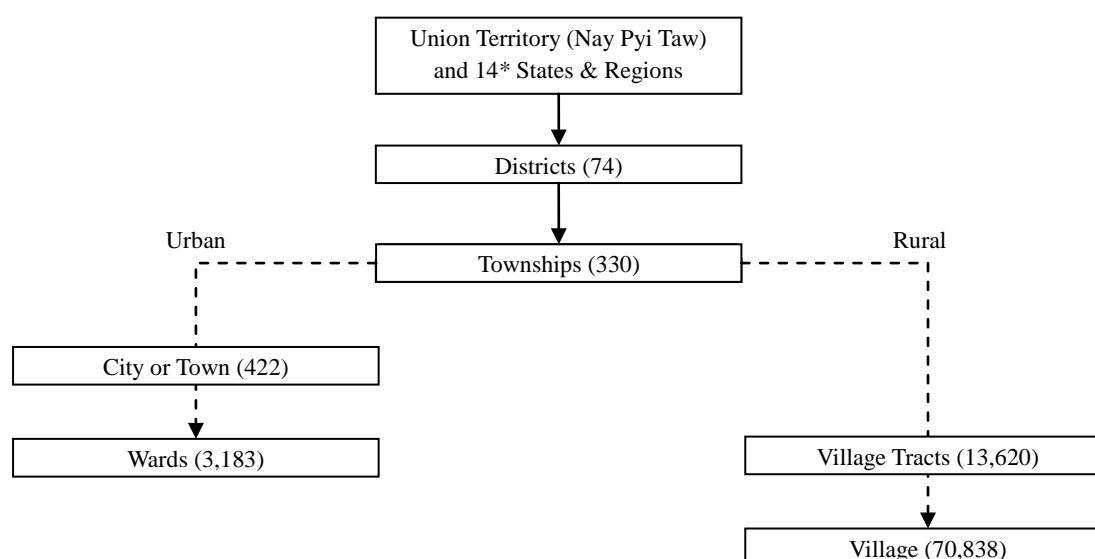 Union Territory (Nay Pyi Taw)
and 14* States & Regions
Districts (74)
Urban
Rural
Townships (330)
City or Town (422)
Wards (3,183)
Village Tracts (13,620)
Village (70,838)